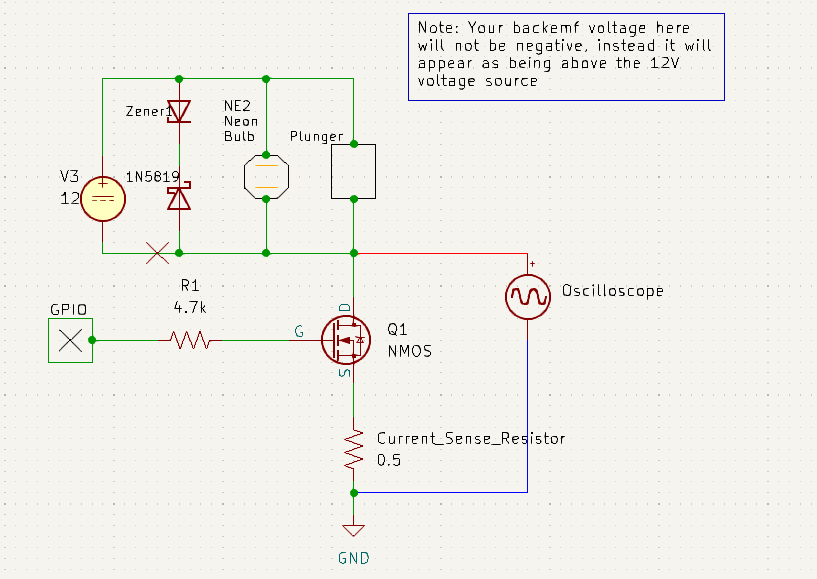 Note: Your backemf voltage here
will not be negative, instead it will
appear as being above the 12V
voltage source
Zener1
NE2
Neon
Bulb
Plunger
V3
12
1N5819
+
R1
4.7k
GPIO
Oscilloscope
G
D
S
Q1
NMOS
Current_Sense_Resistor
0.5
GND